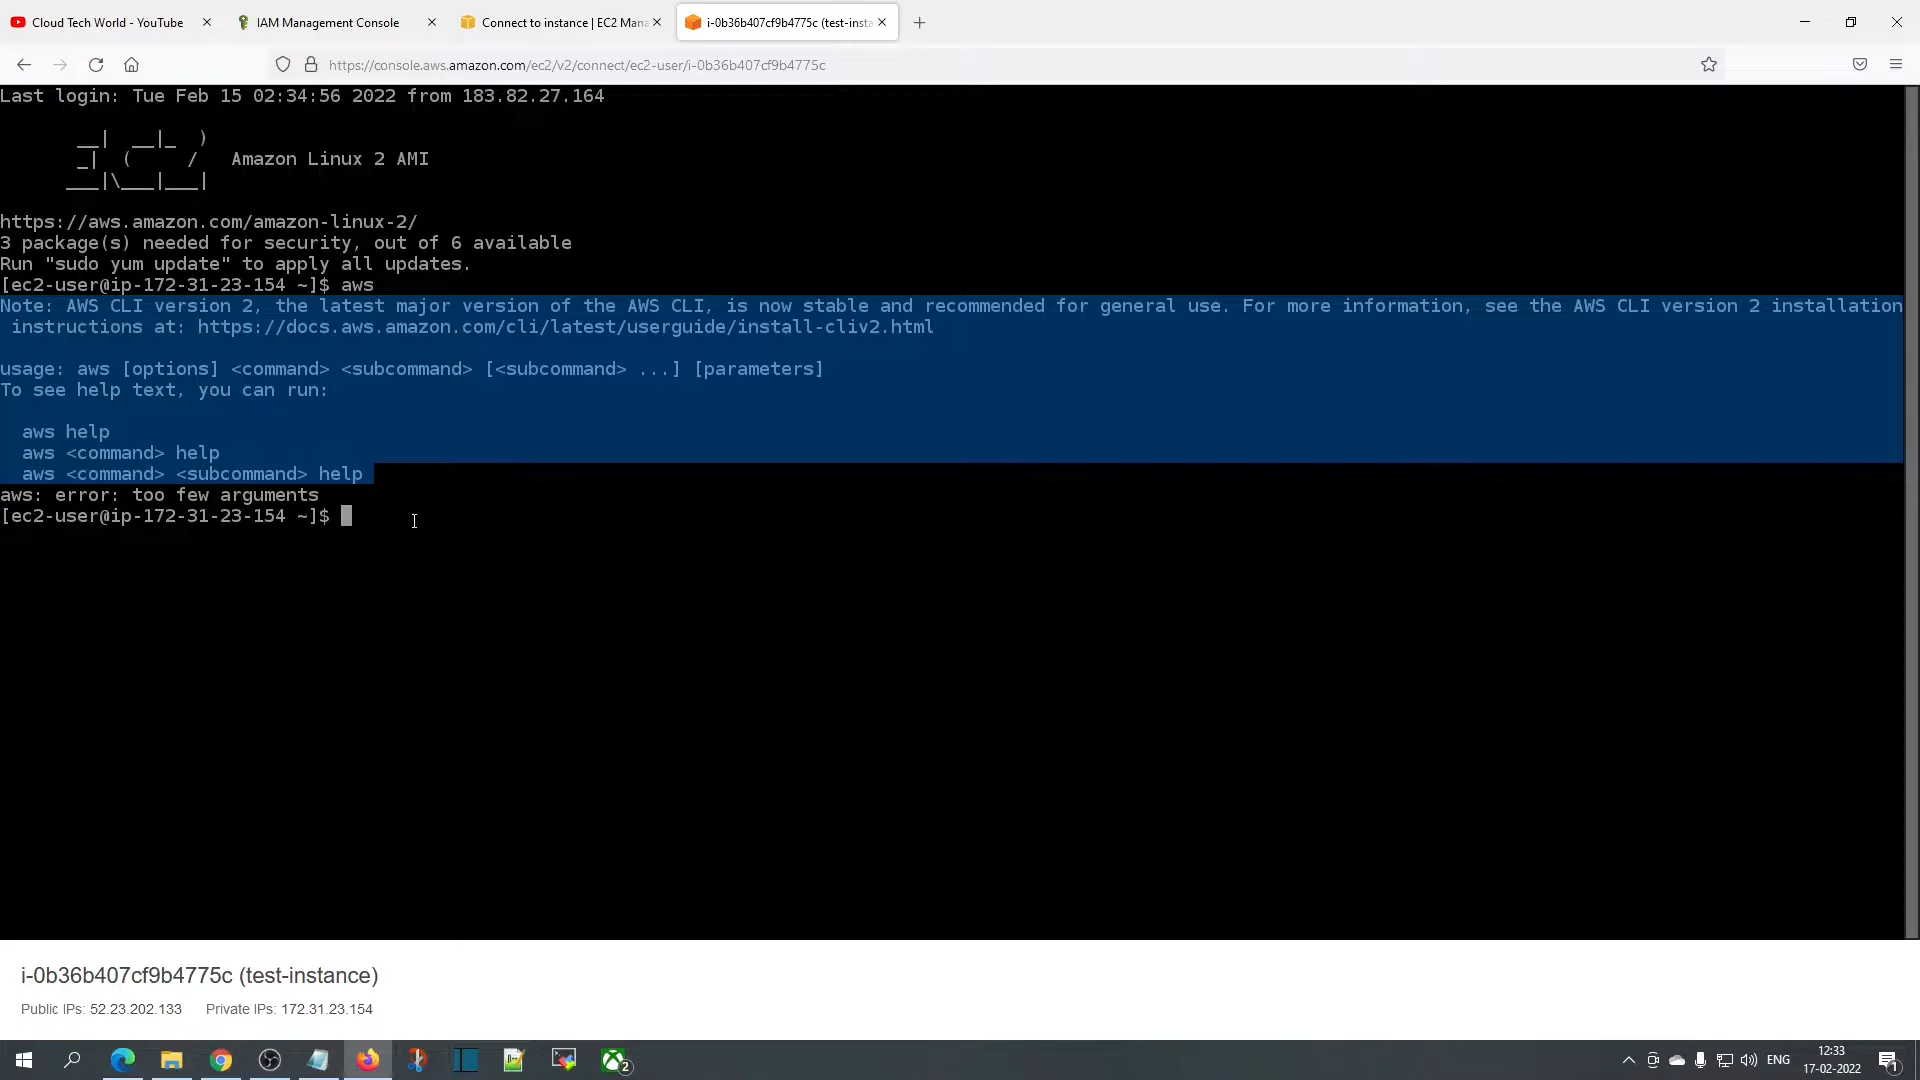 Cloud Tech World - YouTube
IAM Management Console
Connect to instance | EC2 Mana
i-0b36b407cf9b4775c (test-insta
https://console.aws.amazon.com/ec2/v2/connect/ec2-user/i-0b36b407cf9b4775c
Last login: Tue Feb 15 02:34:56 2022 from 183.82.27.164
       __|  __|_  )
       _|  (     /   Amazon Linux 2 AMI
      ___|\___|___|
https://aws.amazon.com/amazon-linux-2/
3 package(s) needed for security, out of 6 available
Run "sudo yum update" to apply all updates.
[ec2-user@ip-172-31-23-154 ~]$ aws
Note: AWS CLI version 2, the latest major version of the AWS CLI, is now stable and recommended for general use. For more information, see the AWS CLI version 2 installation
 instructions at: https://docs.aws.amazon.com/cli/latest/userguide/install-cliv2.html
usage: aws [options] <command> <subcommand> [<subcommand> ...] [parameters]
To see help text, you can run:
  aws help
  aws <command> help
  aws <command> <subcommand> help
aws: error: too few arguments
[ec2-user@ip-172-31-23-154 ~]$
i-0b36b407cf9b4775c (test-instance)
Public IPs: 52.23.202.133 Private IPs: 172.31.23.154
2
ENG
12:33
17-02-2022
1